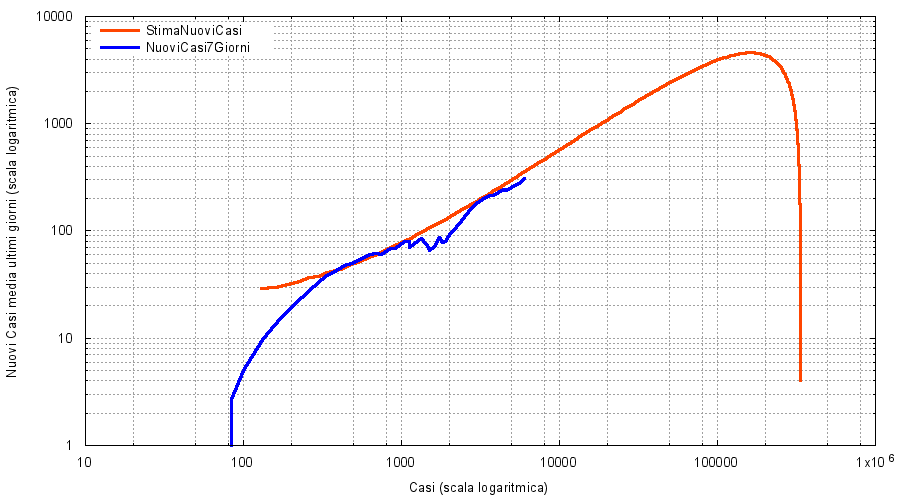 10000
StimaNuoviCasi
NuoviCasi7Giorni
1000
Nuovi Casi media ultimi giorni (scala logaritmica)
100
10
1
10 100 1000 10000 100000 1x10 6
Casi (scala logaritmica)